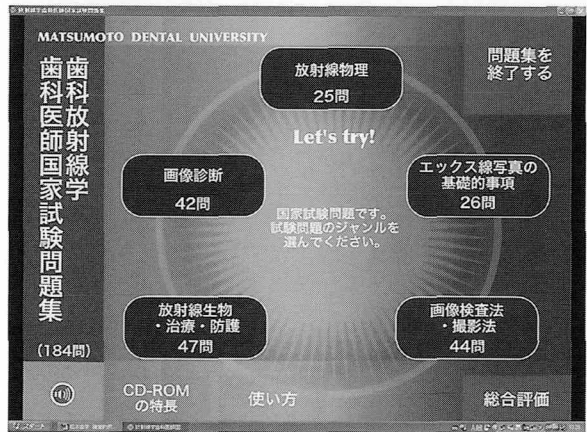 MATSUMOTO DENTAL UNIVERSITY
歯科放射線学
歯科医師国家試験問題集
(184問)
放射線物理
25問
問題集を
終了する
Let's try!
画像診断
42問
エックス線写真の
基礎的事項
26問
国家試験問題です。
試験問題のジャンルを
選んでください。
放射線生物
・治療・防護
47問
画像検査法
・撮影法
44問
CD-ROM
の特長
使い方
総合評価